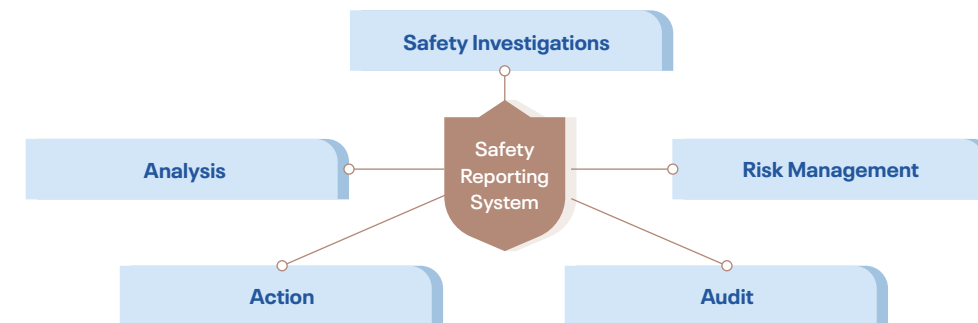 Safety Investigations
Safety
Reporting
System
Analysis
Risk Management
Action
Audit